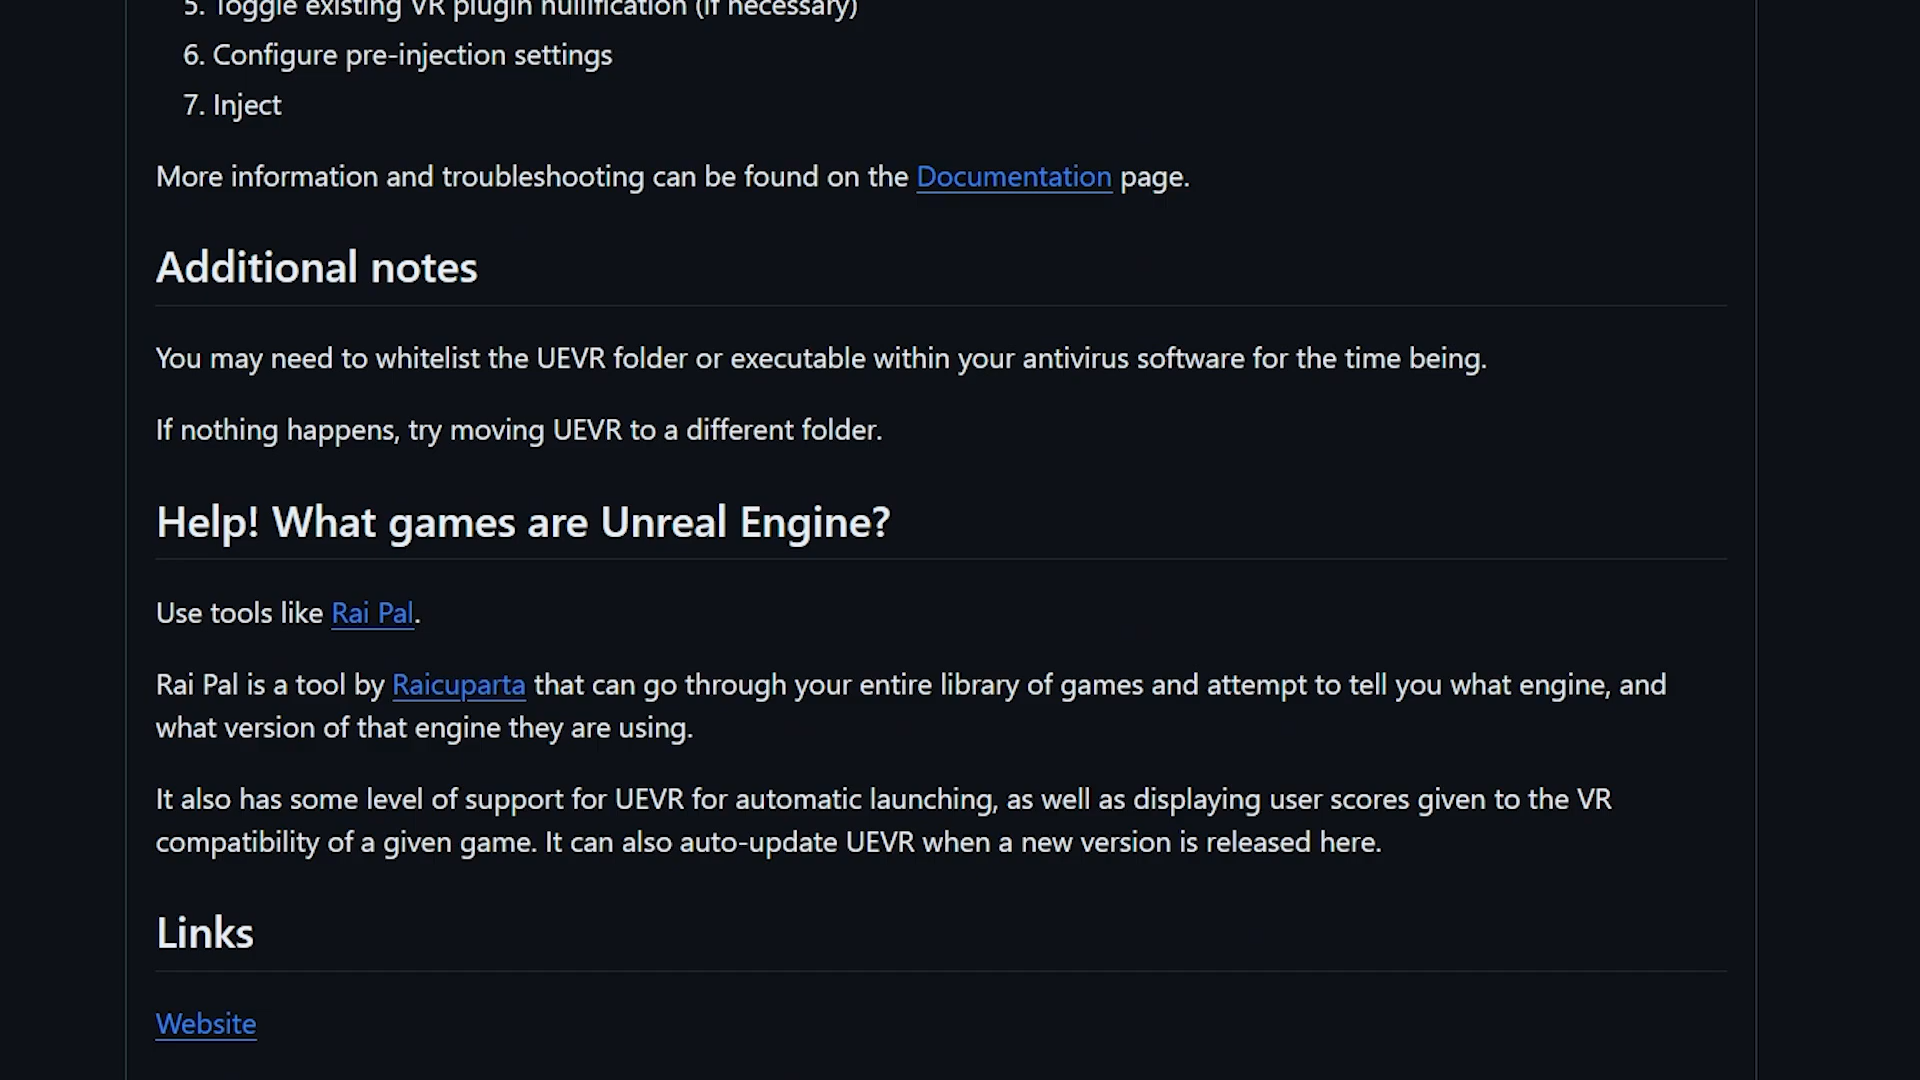 5. Toggle existing VR plugin nullification (if necessary)
6. Configure pre-injection settings
7. Inject
More information and troubleshooting can be found on the Documentation page.
Additional notes
You may need to whitelist the UEVR folder or executable within your antivirus software for the time being.
If nothing happens, try moving UEVR to a different folder.
Help! What games are Unreal Engine?
Use tools like Rai Pal.
Rai Pal is a tool by Raicuparta that can go through your entire library of games and attempt to tell you what engine, and
what version of that engine they are using.
It also has some level of support for UEVR for automatic launching, as well as displaying user scores given to the VR
compatibility of a given game. It can also auto-update UEVR when a new version is released here.
Links
Website